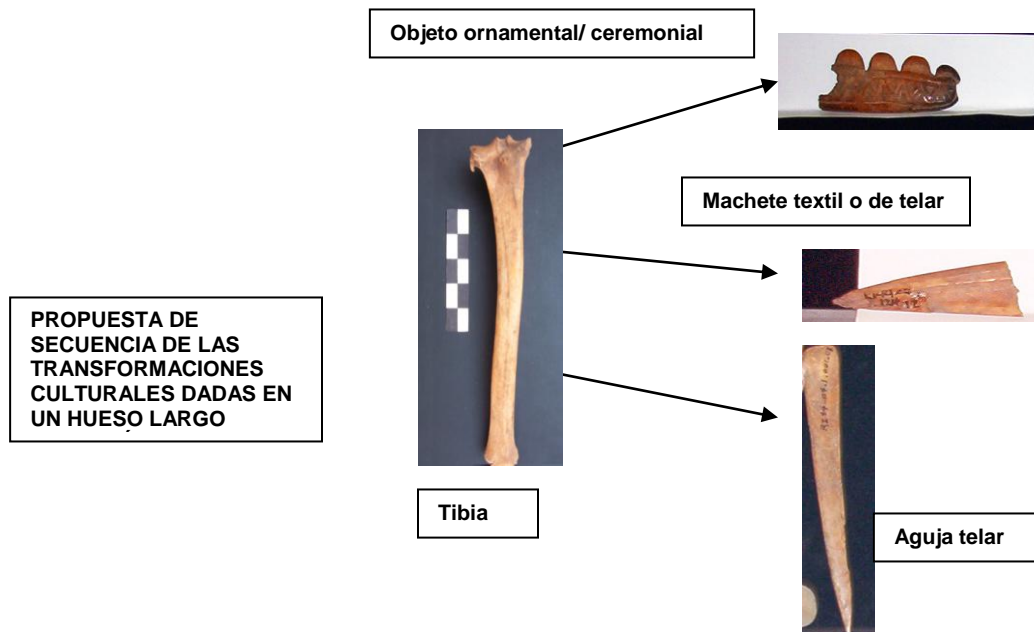 Objeto ornamental/ ceremonial
Machete textil o de telar
PROPUESTA DE
SECUENCIA DE LAS
TRANSFORMACIONES
CULTURALES DADAS EN
UN HUESO LARGO
Tibia
Aguja telar